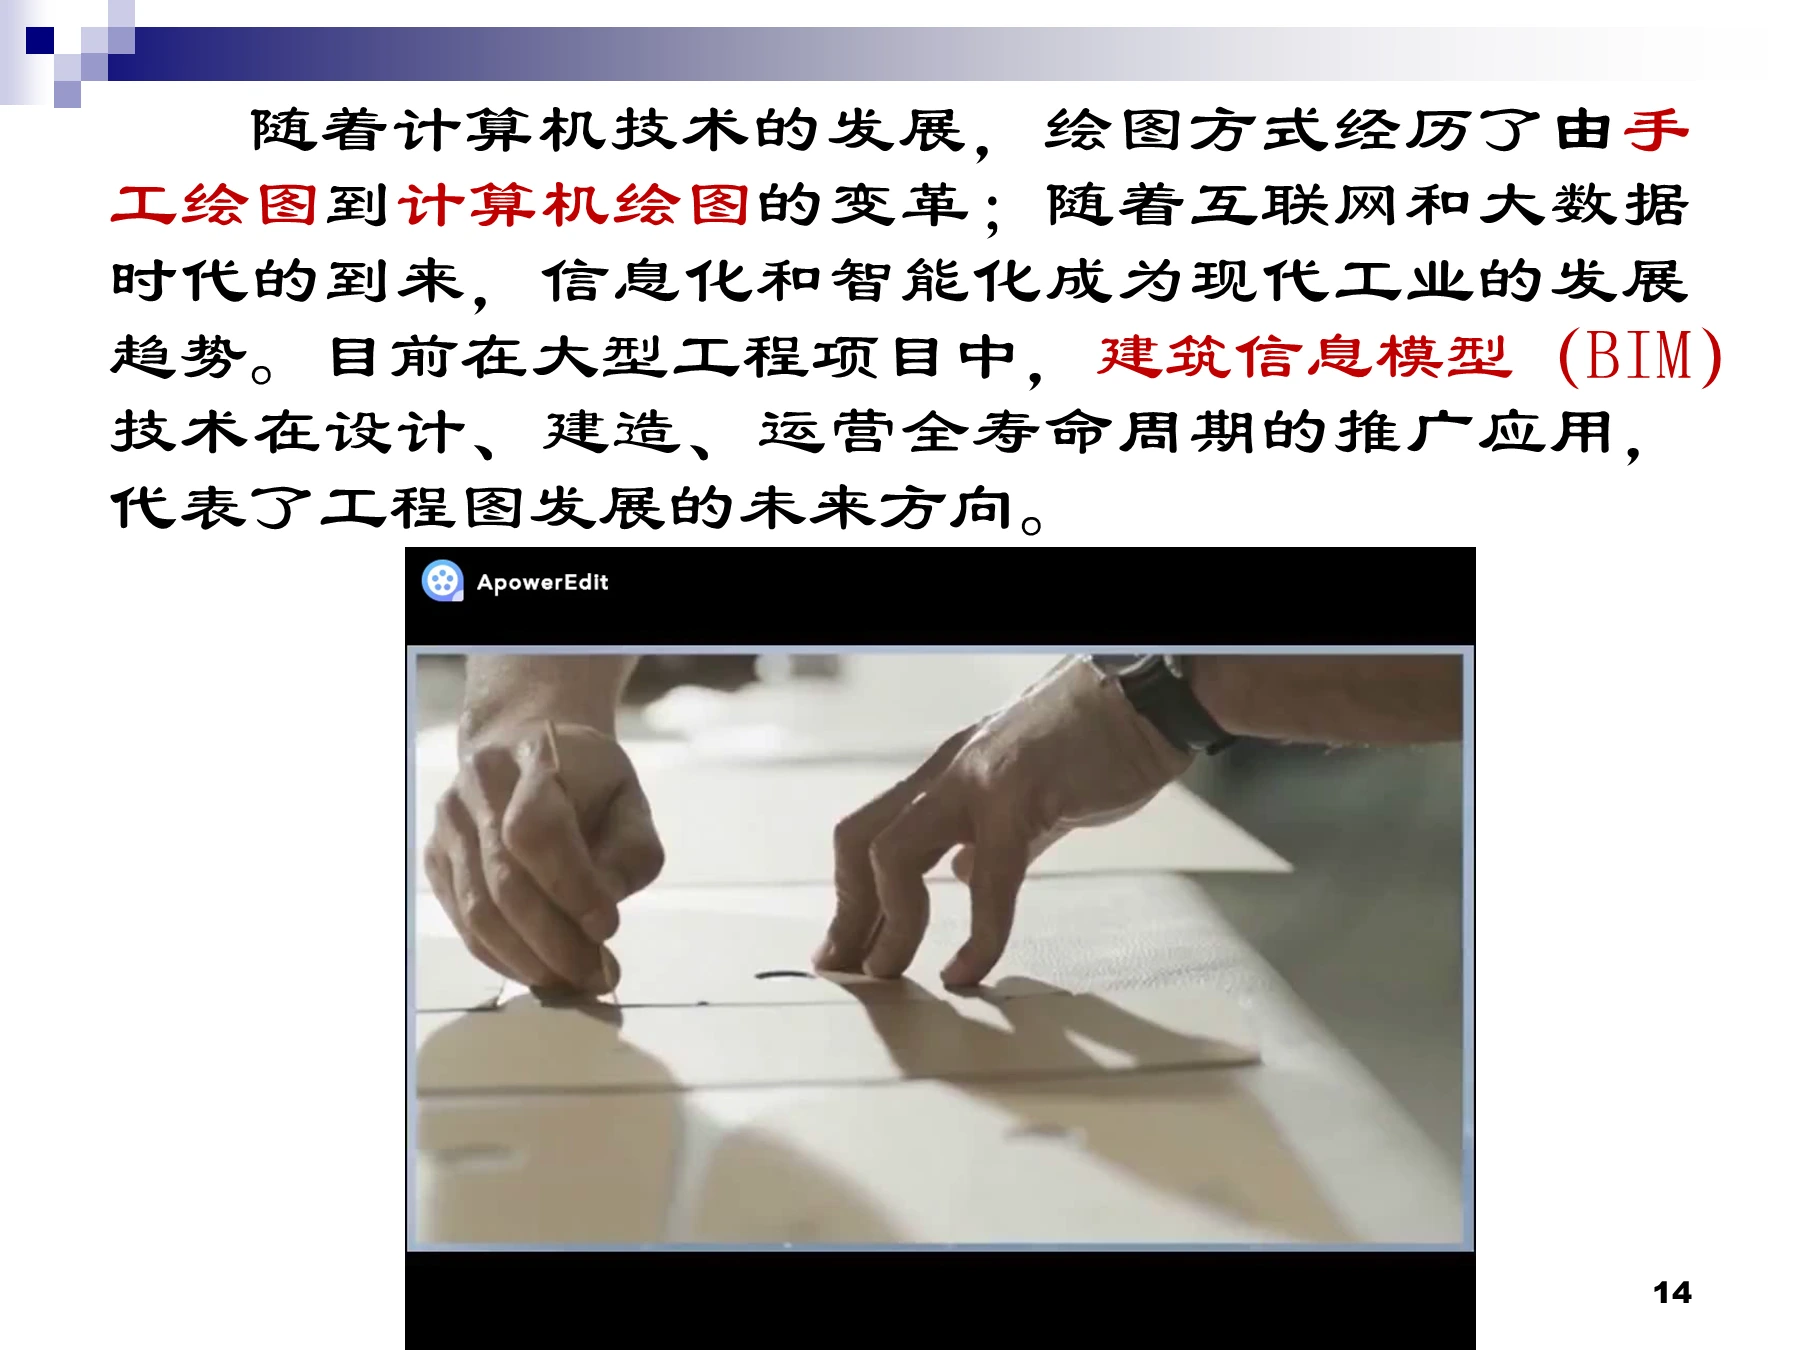 随着计算机技术的发展，绘图方式经历了由手
工绘图到计算机绘图的变革；随着互联网和大数据
时代的到来，信息化和智能化成为现代工业的发展
趋势。目前在大型工程项目中，建筑信息模型（BIM）
技术在设计、建造、运营全寿命周期的推广应用，
代表了工程图发展的未来方向。
ApowerEdit
14